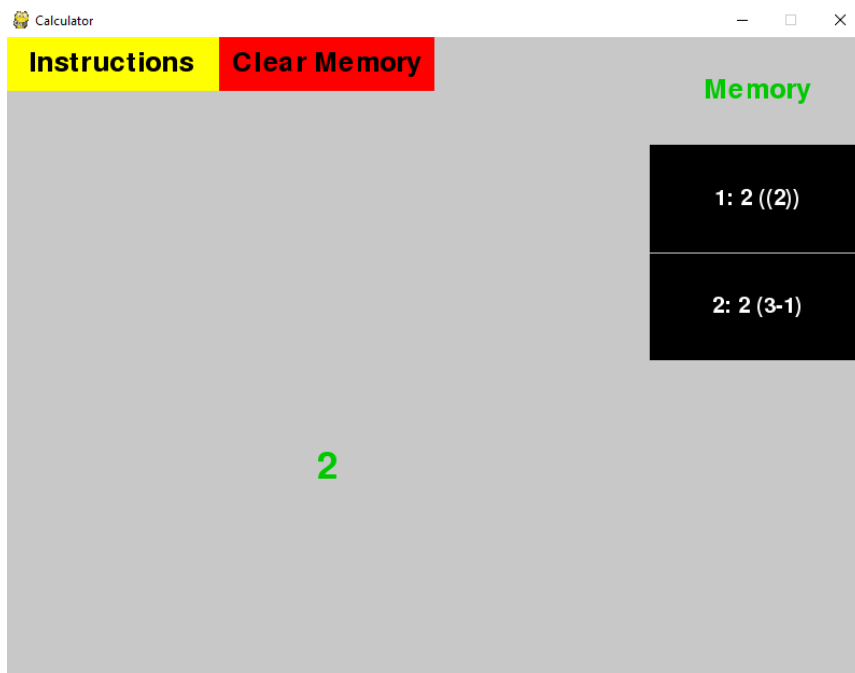 Calculator
Instructions Clear Memory
Memory
1: 2 ((2))
2: 2 (3-1)
2